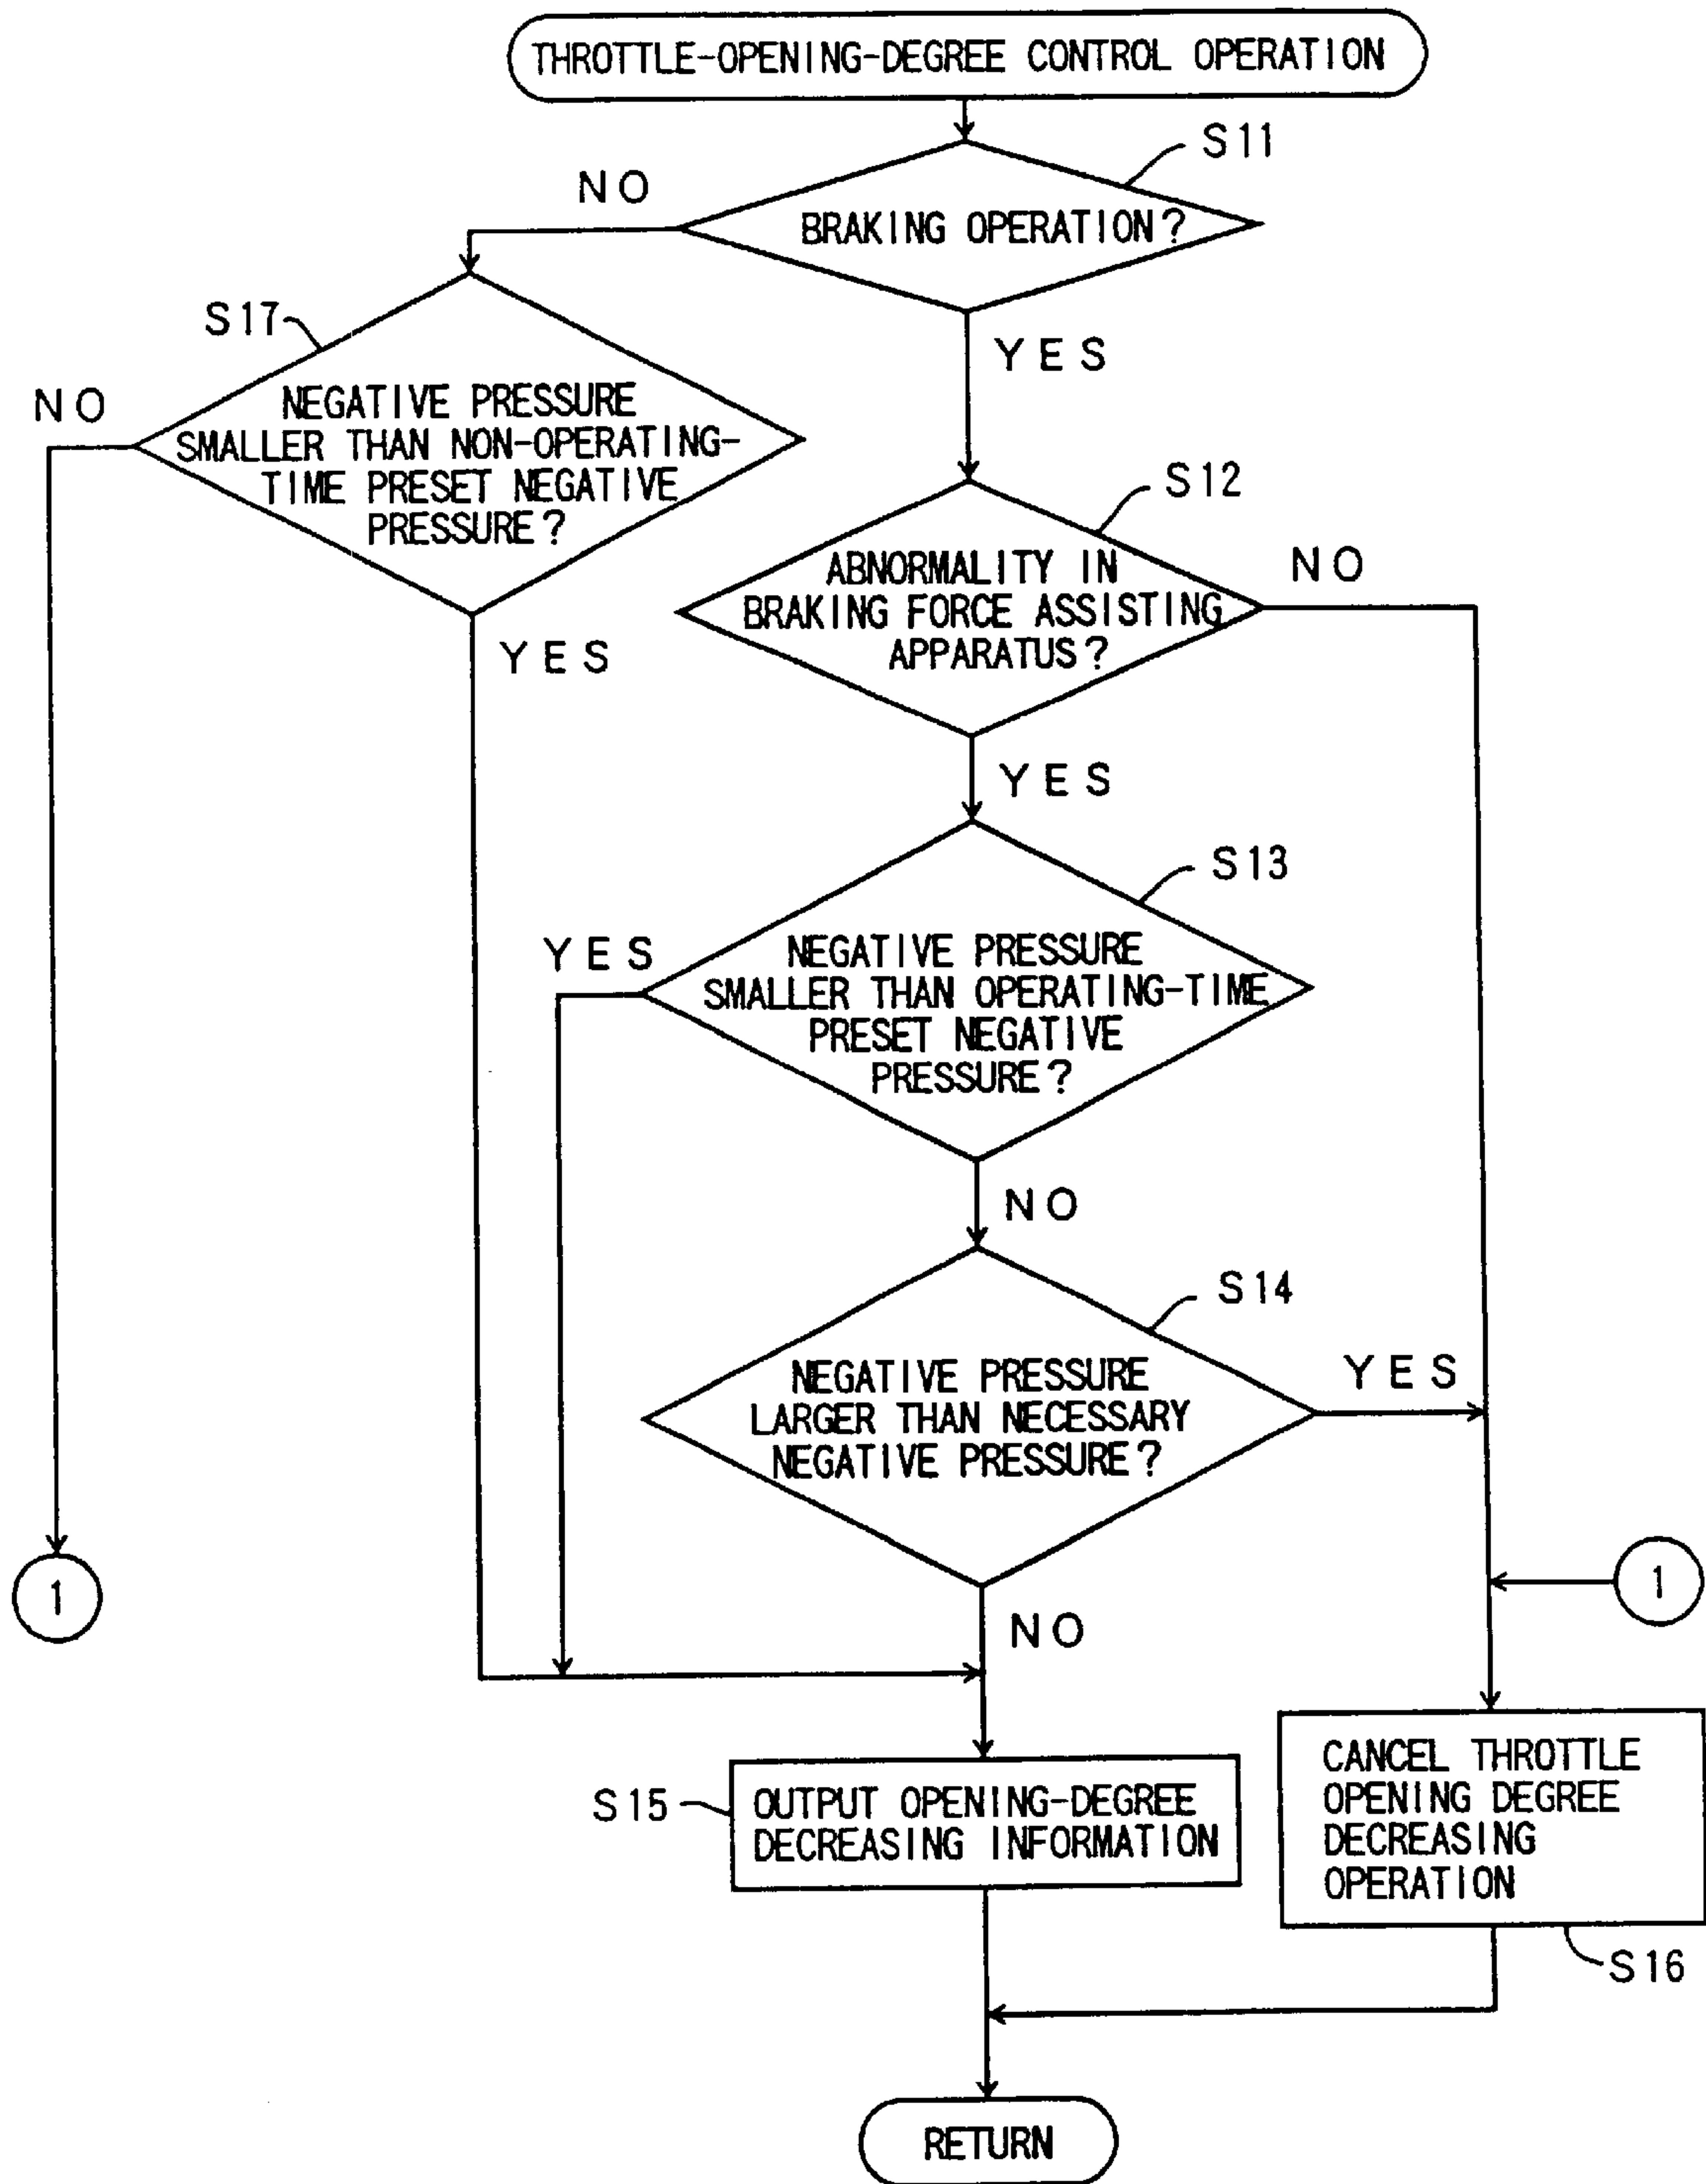 THROTTLE-OPENING-DEGREE CONTROL OPERATION
S11
NO
BRAKING OPERATION?
S17
YES
NO
NEGATIVE PRESSURE
SMALLER THAN NON-OPERATING-
TIME PRESET NEGATIVE
PRESSURE?
S12
ABNORMALITY IN
BRAKING FORCE ASSISTING
APPARATUS?
NO
YES
YES
S13
YES
NEGATIVE PRESSURE
SMALLER THAN OPERATING-TIME
PRESET NEGATIVE
PRESSURE?
NO
S14
NEGATIVE PRESSURE
LARGER THAN NECESSARY
NEGATIVE PRESSURE?
YES
1
1
NO
S15
OUTPUT OPENING-DEGREE
DECREASING INFORMATION
CANCEL THROTTLE
OPENING DEGREE
DECREASING
OPERATION
S16
RETURN